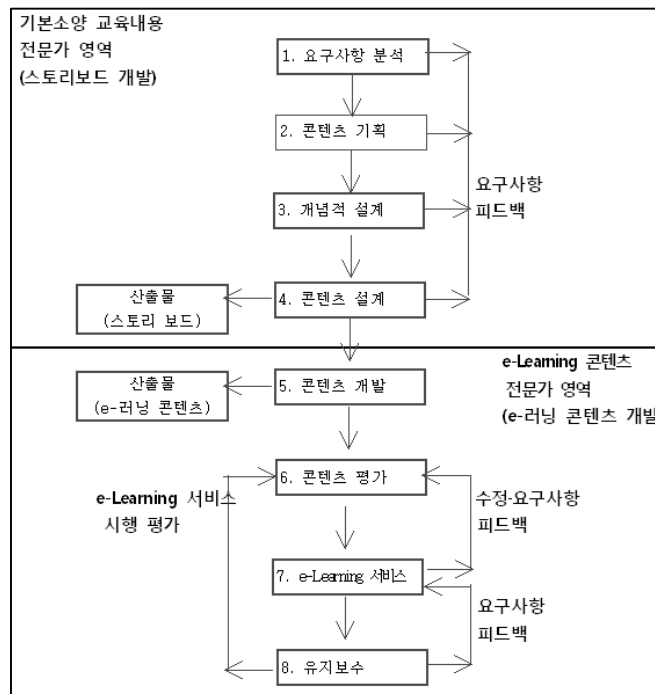 기본소양 교육내용
전문가 영역
(스토리보드 개발)
1. 요구사항 분석
2. 콘텐츠 기획
3. 개념적 설계
요구사항
피드백
4. 콘텐츠 설계
산출물
(스토리 보드)
e-Learning 콘텐츠
전문가 영역
(e-러닝 콘텐츠 개발
5. 콘텐츠 개발
산출물
(e-러닝 콘텐츠)
6. 콘텐츠 평가
e-Learning 서비스
시행 평가
수정-요구사항
피드백
7. e-Learning 서비스
요구사항
피드백
8. 유지보수